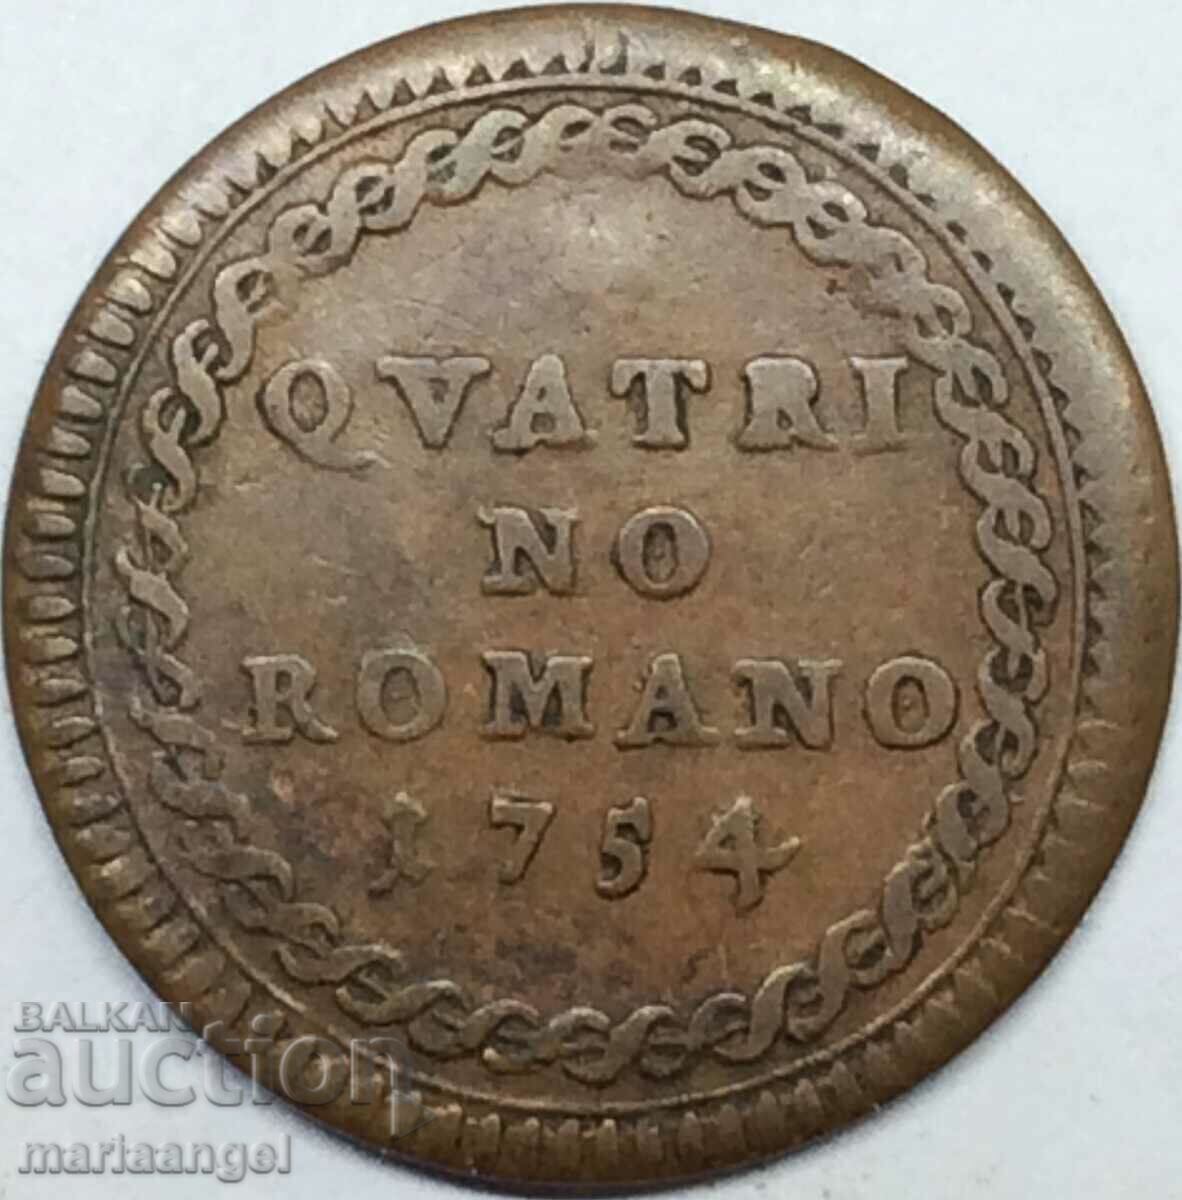 QVATRI
NO
ROMANO
1754
BALKAN
auction
mariaangel